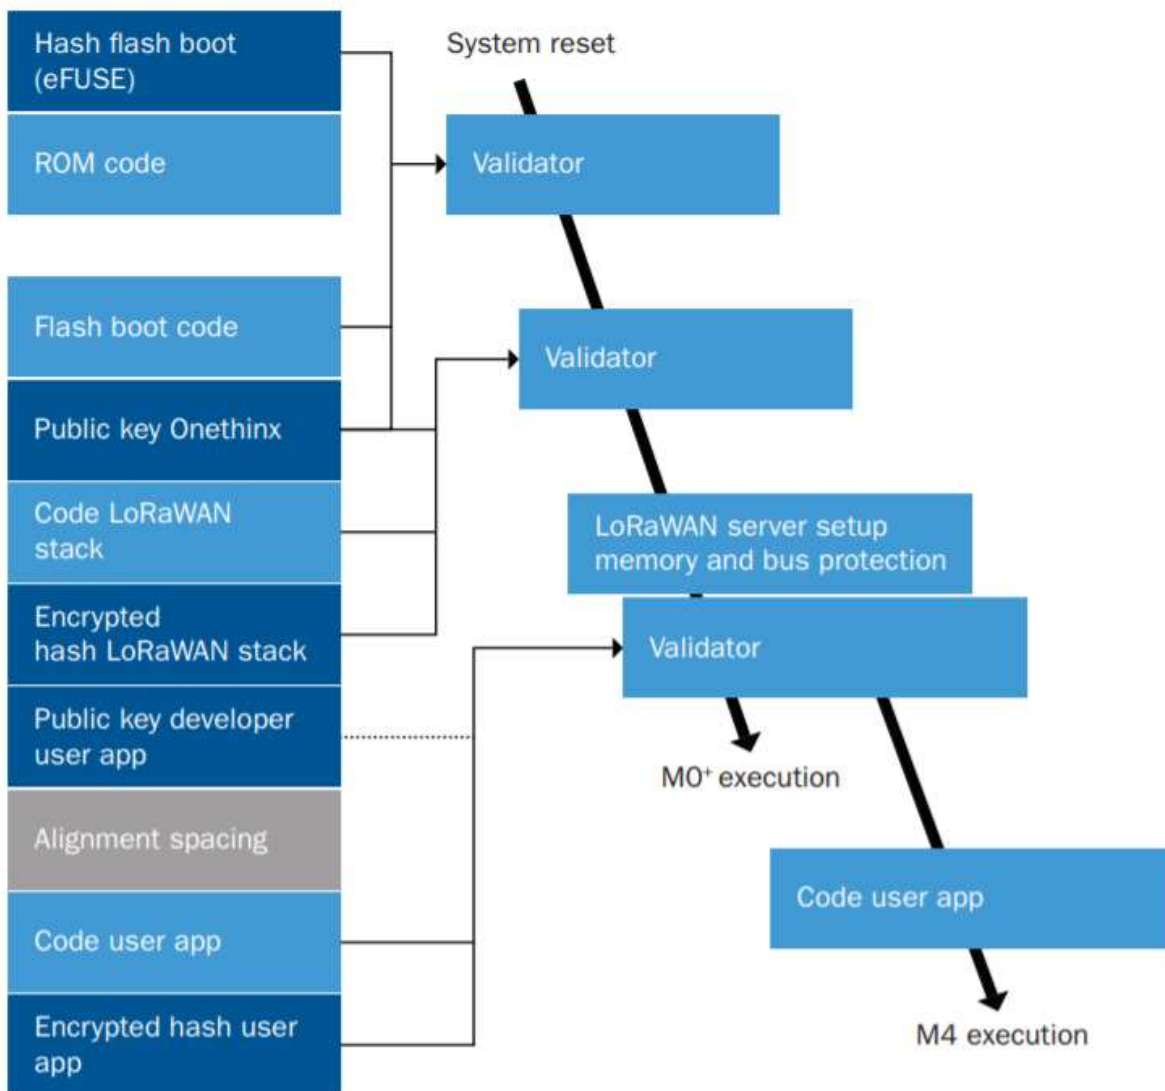 Hash flash boot
(eFUSE)
ROM code
Flash boot code
Public key Onethinx
Code LoRaWAN
stack
Encrypted
hash LoRaWAN stack
Public key developer
user app
Alignment spacing
Code user app
Encrypted hash user
app
System reset
Validator
Validator
LoRaWAN server setup
memory and bus protection
Validator
M0⁺ execution
Code user app
M4 execution